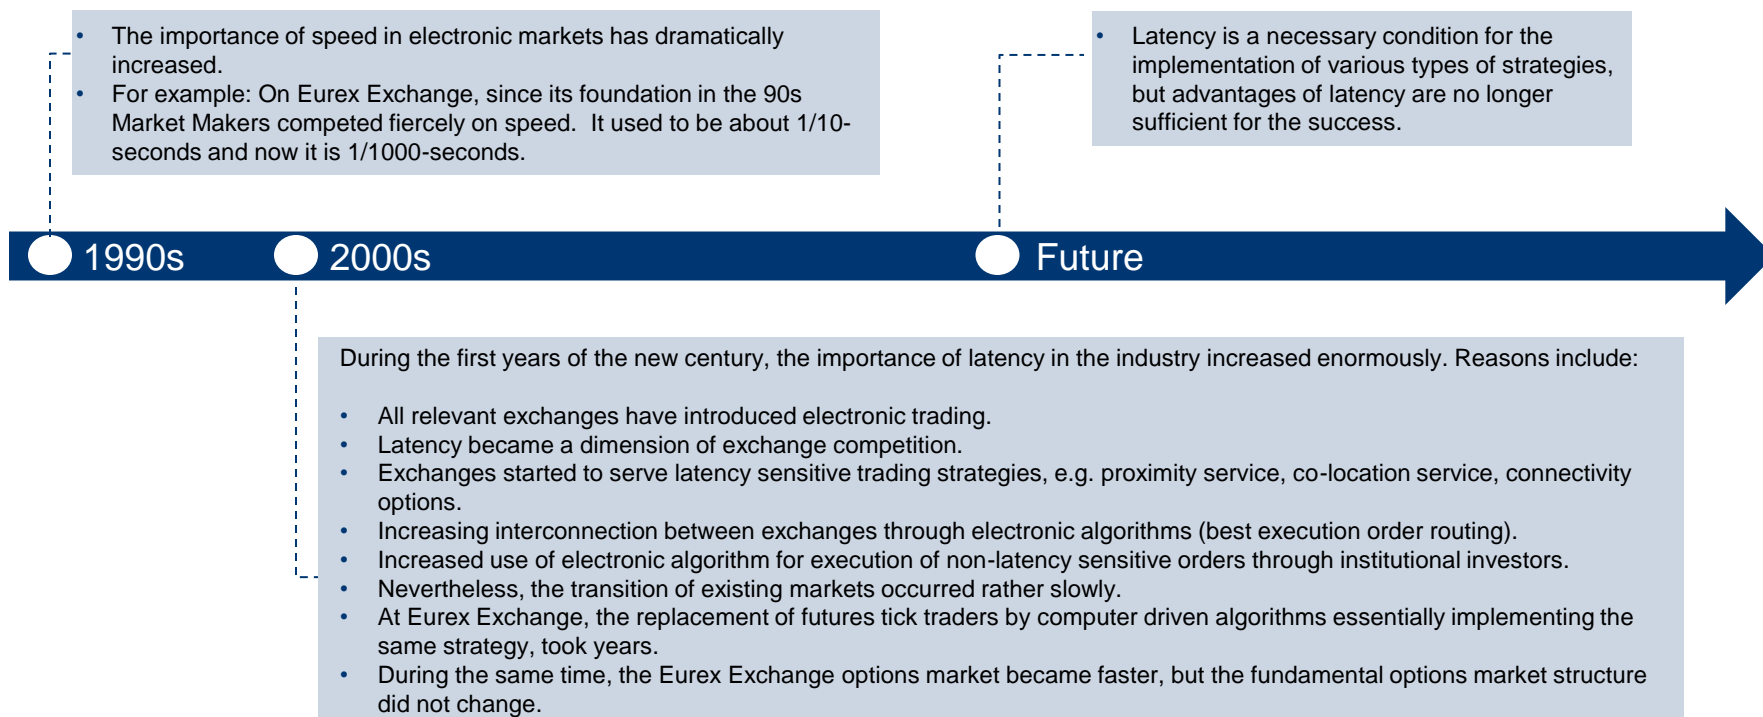 • The importance of speed in electronic markets has dramatically
increased.
• For example: On Eurex Exchange, since its foundation in the 90s
Market Makers competed fiercely on speed.  It used to be about 1/10-
seconds and now it is 1/1000-seconds.
• Latency is a necessary condition for the
implementation of various types of strategies,
but advantages of latency are no longer
sufficient for the success.
1990s
2000s
Future
During the first years of the new century, the importance of latency in the industry increased enormously. Reasons include:
• All relevant exchanges have introduced electronic trading.
• Latency became a dimension of exchange competition.
• Exchanges started to serve latency sensitive trading strategies, e.g. proximity service, co-location service, connectivity
options.
• Increasing interconnection between exchanges through electronic algorithms (best execution order routing).
• Increased use of electronic algorithm for execution of non-latency sensitive orders through institutional investors.
• Nevertheless, the transition of existing markets occurred rather slowly.
• At Eurex Exchange, the replacement of futures tick traders by computer driven algorithms essentially implementing the
same strategy, took years.
• During the same time, the Eurex Exchange options market became faster, but the fundamental options market structure
did not change.